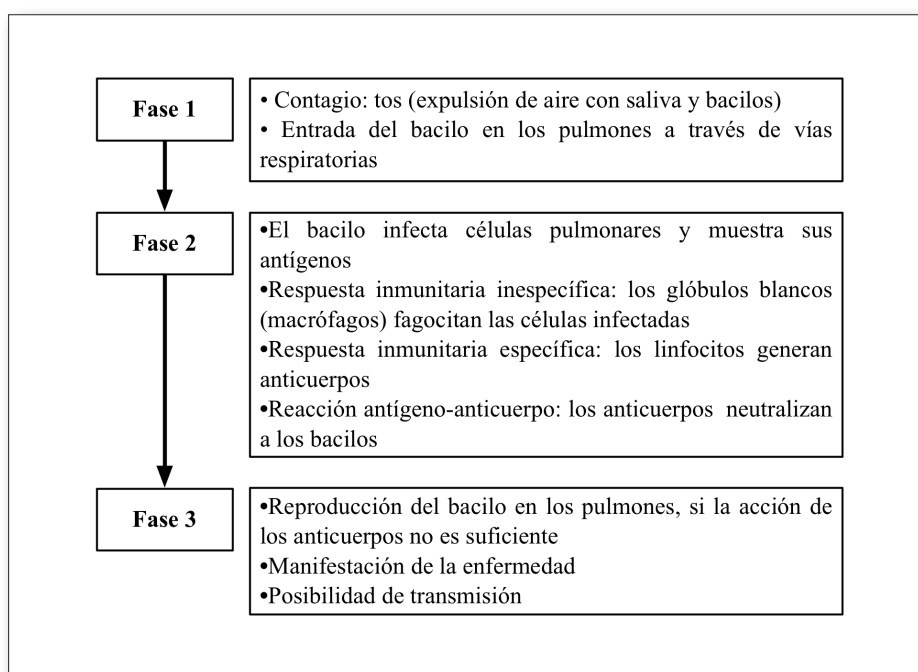 Fase 1
• Contagio: tos (expulsión de aire con saliva y bacilos)
• Entrada del bacilo en los pulmones a través de vías
respiratorias
Fase 2
•El bacilo infecta células pulmonares y muestra sus
antígenos
•Respuesta inmunitaria inespecífica: los glóbulos blancos
(macrófagos) fagocitan las células infectadas
•Respuesta inmunitaria específica: los linfocitos generan
anticuerpos
•Reacción antígeno-anticuerpo: los anticuerpos neutralizan
a los bacilos
Fase 3
•Reproducción del bacilo en los pulmones, si la acción de
los anticuerpos no es suficiente
•Manifestación de la enfermedad
•Posibilidad de transmisión